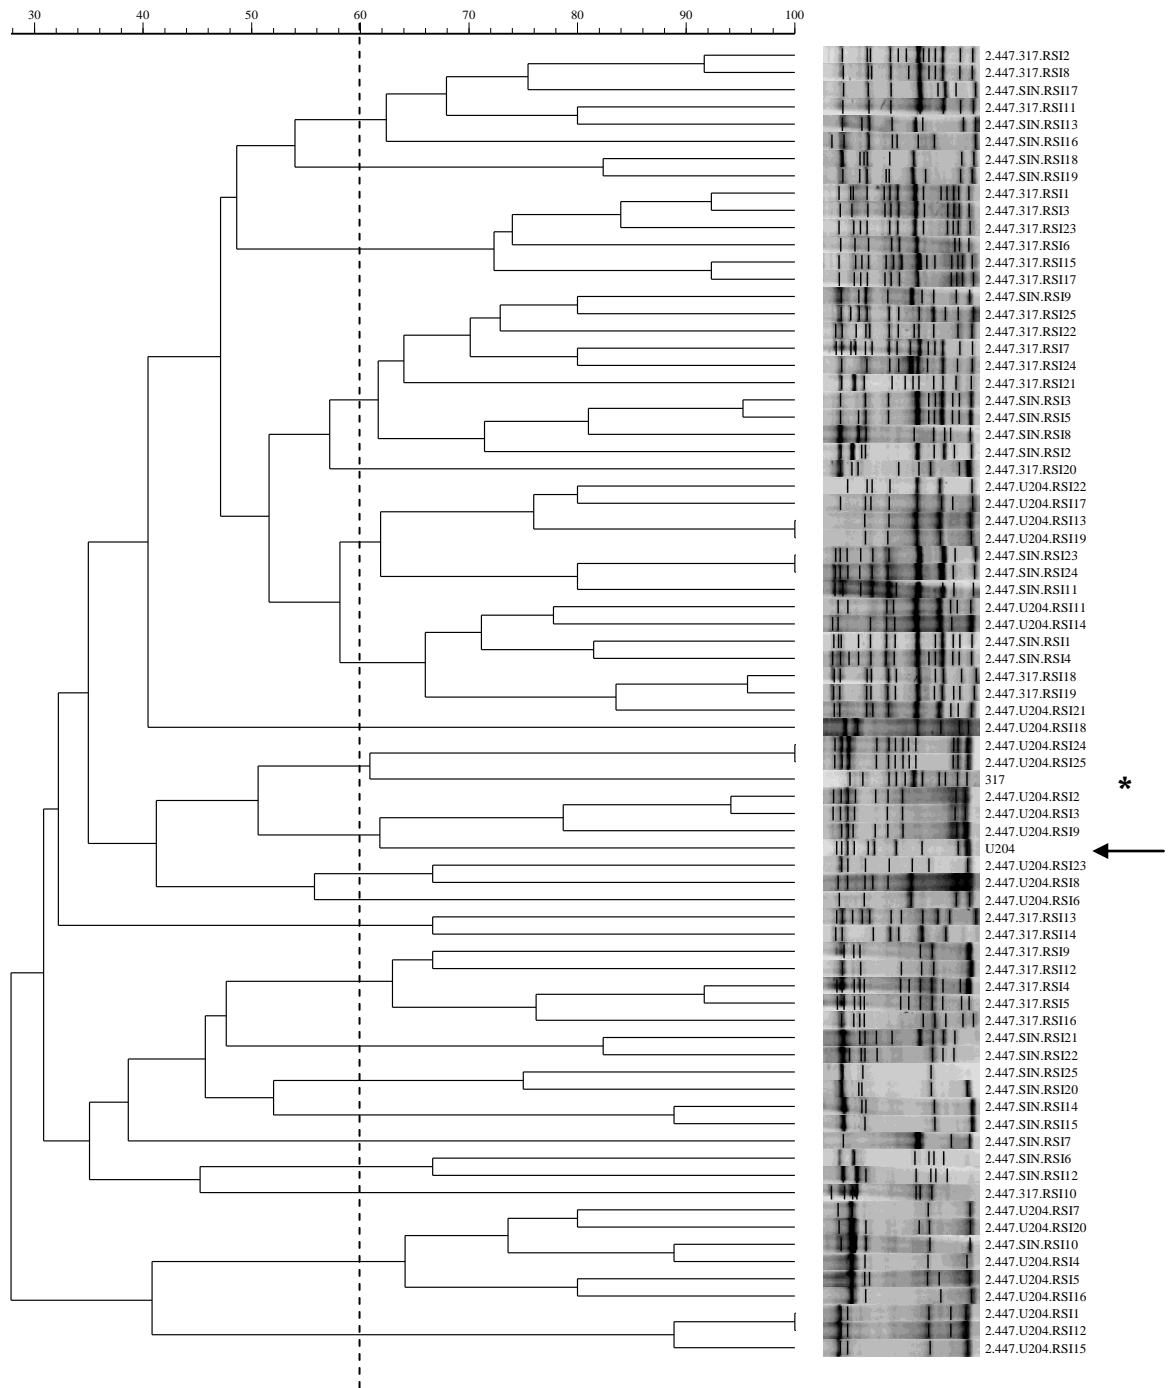 30 40 50 60 70 80 90 100
2.447.317.RSI2
2.447.317.RSI8
2.447.SIN.RSI17
2.447.317.RSI11
2.447.SIN.RSI13
2.447.SIN.RSI16
2.447.SIN.RSI18
2.447.SIN.RSI19
2.447.317.RSI1
2.447.317.RSI3
2.447.317.RSI23
2.447.317.RSI6
2.447.317.RSI15
2.447.317.RSI17
2.447.SIN.RSI9
2.447.317.RSI25
2.447.317.RSI22
2.447.317.RSI7
2.447.317.RSI24
2.447.317.RSI21
2.447.SIN.RSI3
2.447.SIN.RSI5
2.447.SIN.RSI8
2.447.SIN.RSI2
2.447.317.RSI20
2.447.U204.RSI22
2.447.U204.RSI17
2.447.U204.RSI13
2.447.U204.RSI19
2.447.SIN.RSI23
2.447.SIN.RSI24
2.447.SIN.RSI11
2.447.U204.RSI11
2.447.U204.RSI14
2.447.SIN.RSI1
2.447.SIN.RSI4
2.447.317.RSI18
2.447.317.RSI19
2.447.U204.RSI21
2.447.U204.RSI18
2.447.U204.RSI24
2.447.U204.RSI25
317 *
2.447.U204.RSI2
2.447.U204.RSI3
2.447.U204.RSI9
U204
2.447.U204.RSI23
2.447.U204.RSI8
2.447.U204.RSI6
2.447.317.RSI13
2.447.317.RSI14
2.447.317.RSI9
2.447.317.RSI12
2.447.317.RSI4
2.447.317.RSI5
2.447.317.RSI16
2.447.SIN.RSI21
2.447.SIN.RSI22
2.447.SIN.RSI25
2.447.SIN.RSI20
2.447.SIN.RSI14
2.447.SIN.RSI15
2.447.SIN.RSI7
2.447.SIN.RSI6
2.447.SIN.RSI12
2.447.317.RSI10
2.447.U204.RSI7
2.447.U204.RSI20
2.447.SIN.RSI10
2.447.U204.RSI4
2.447.U204.RSI5
2.447.U204.RSI16
2.447.U204.RSI1
2.447.U204.RSI12
2.447.U204.RSI15